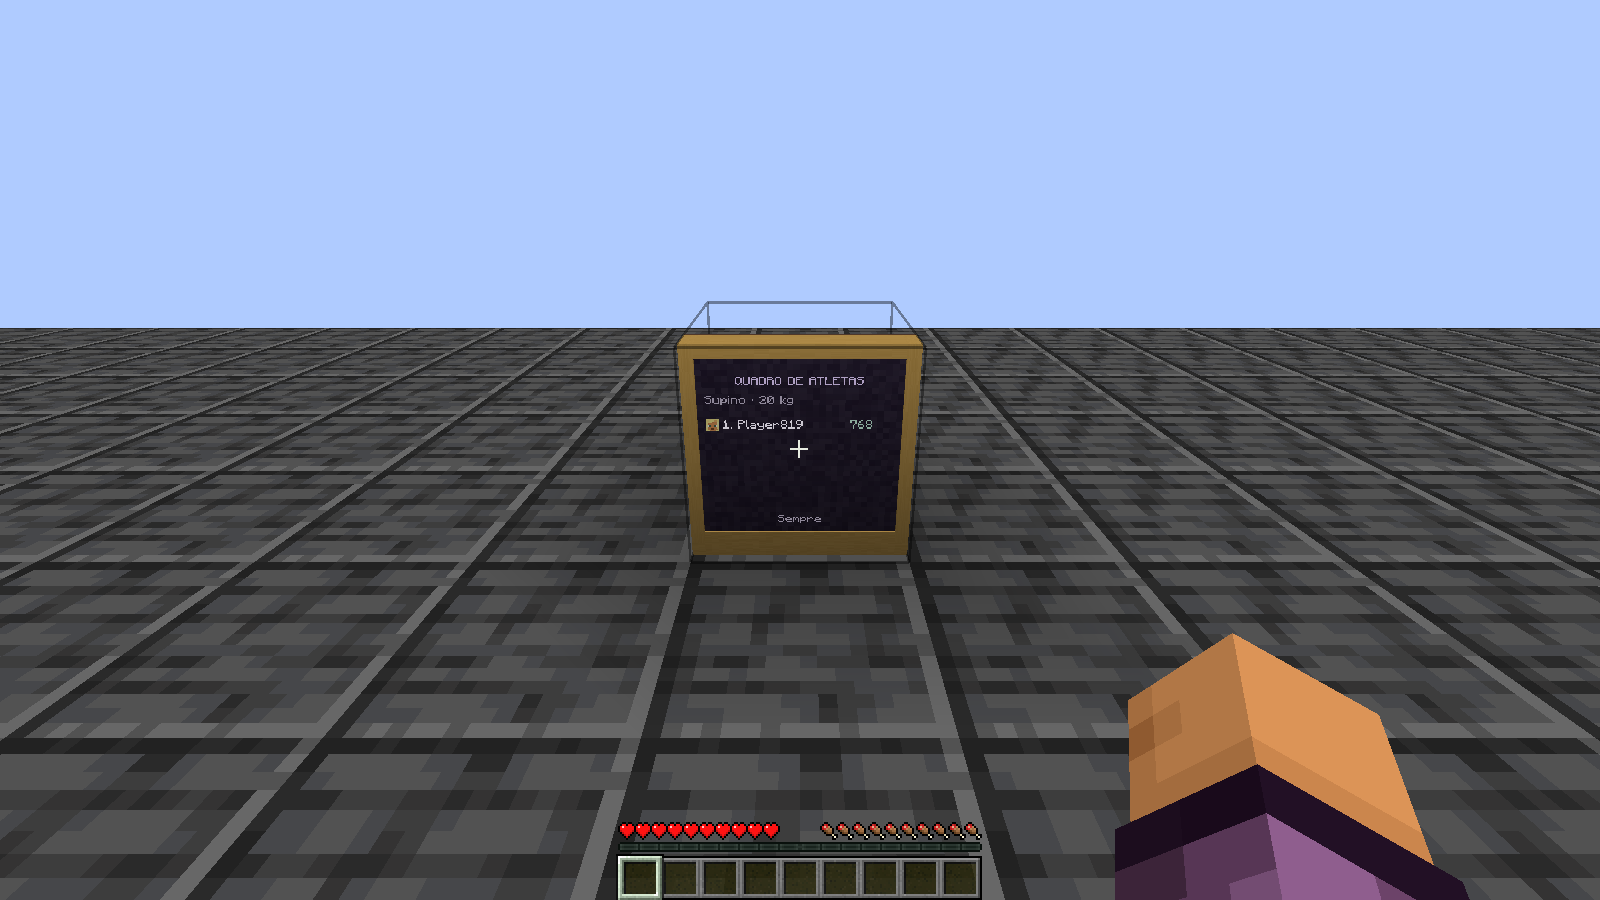 QUADRO DE ATLETAS
Supino · 20 kg
1. Player819 768
Sempre